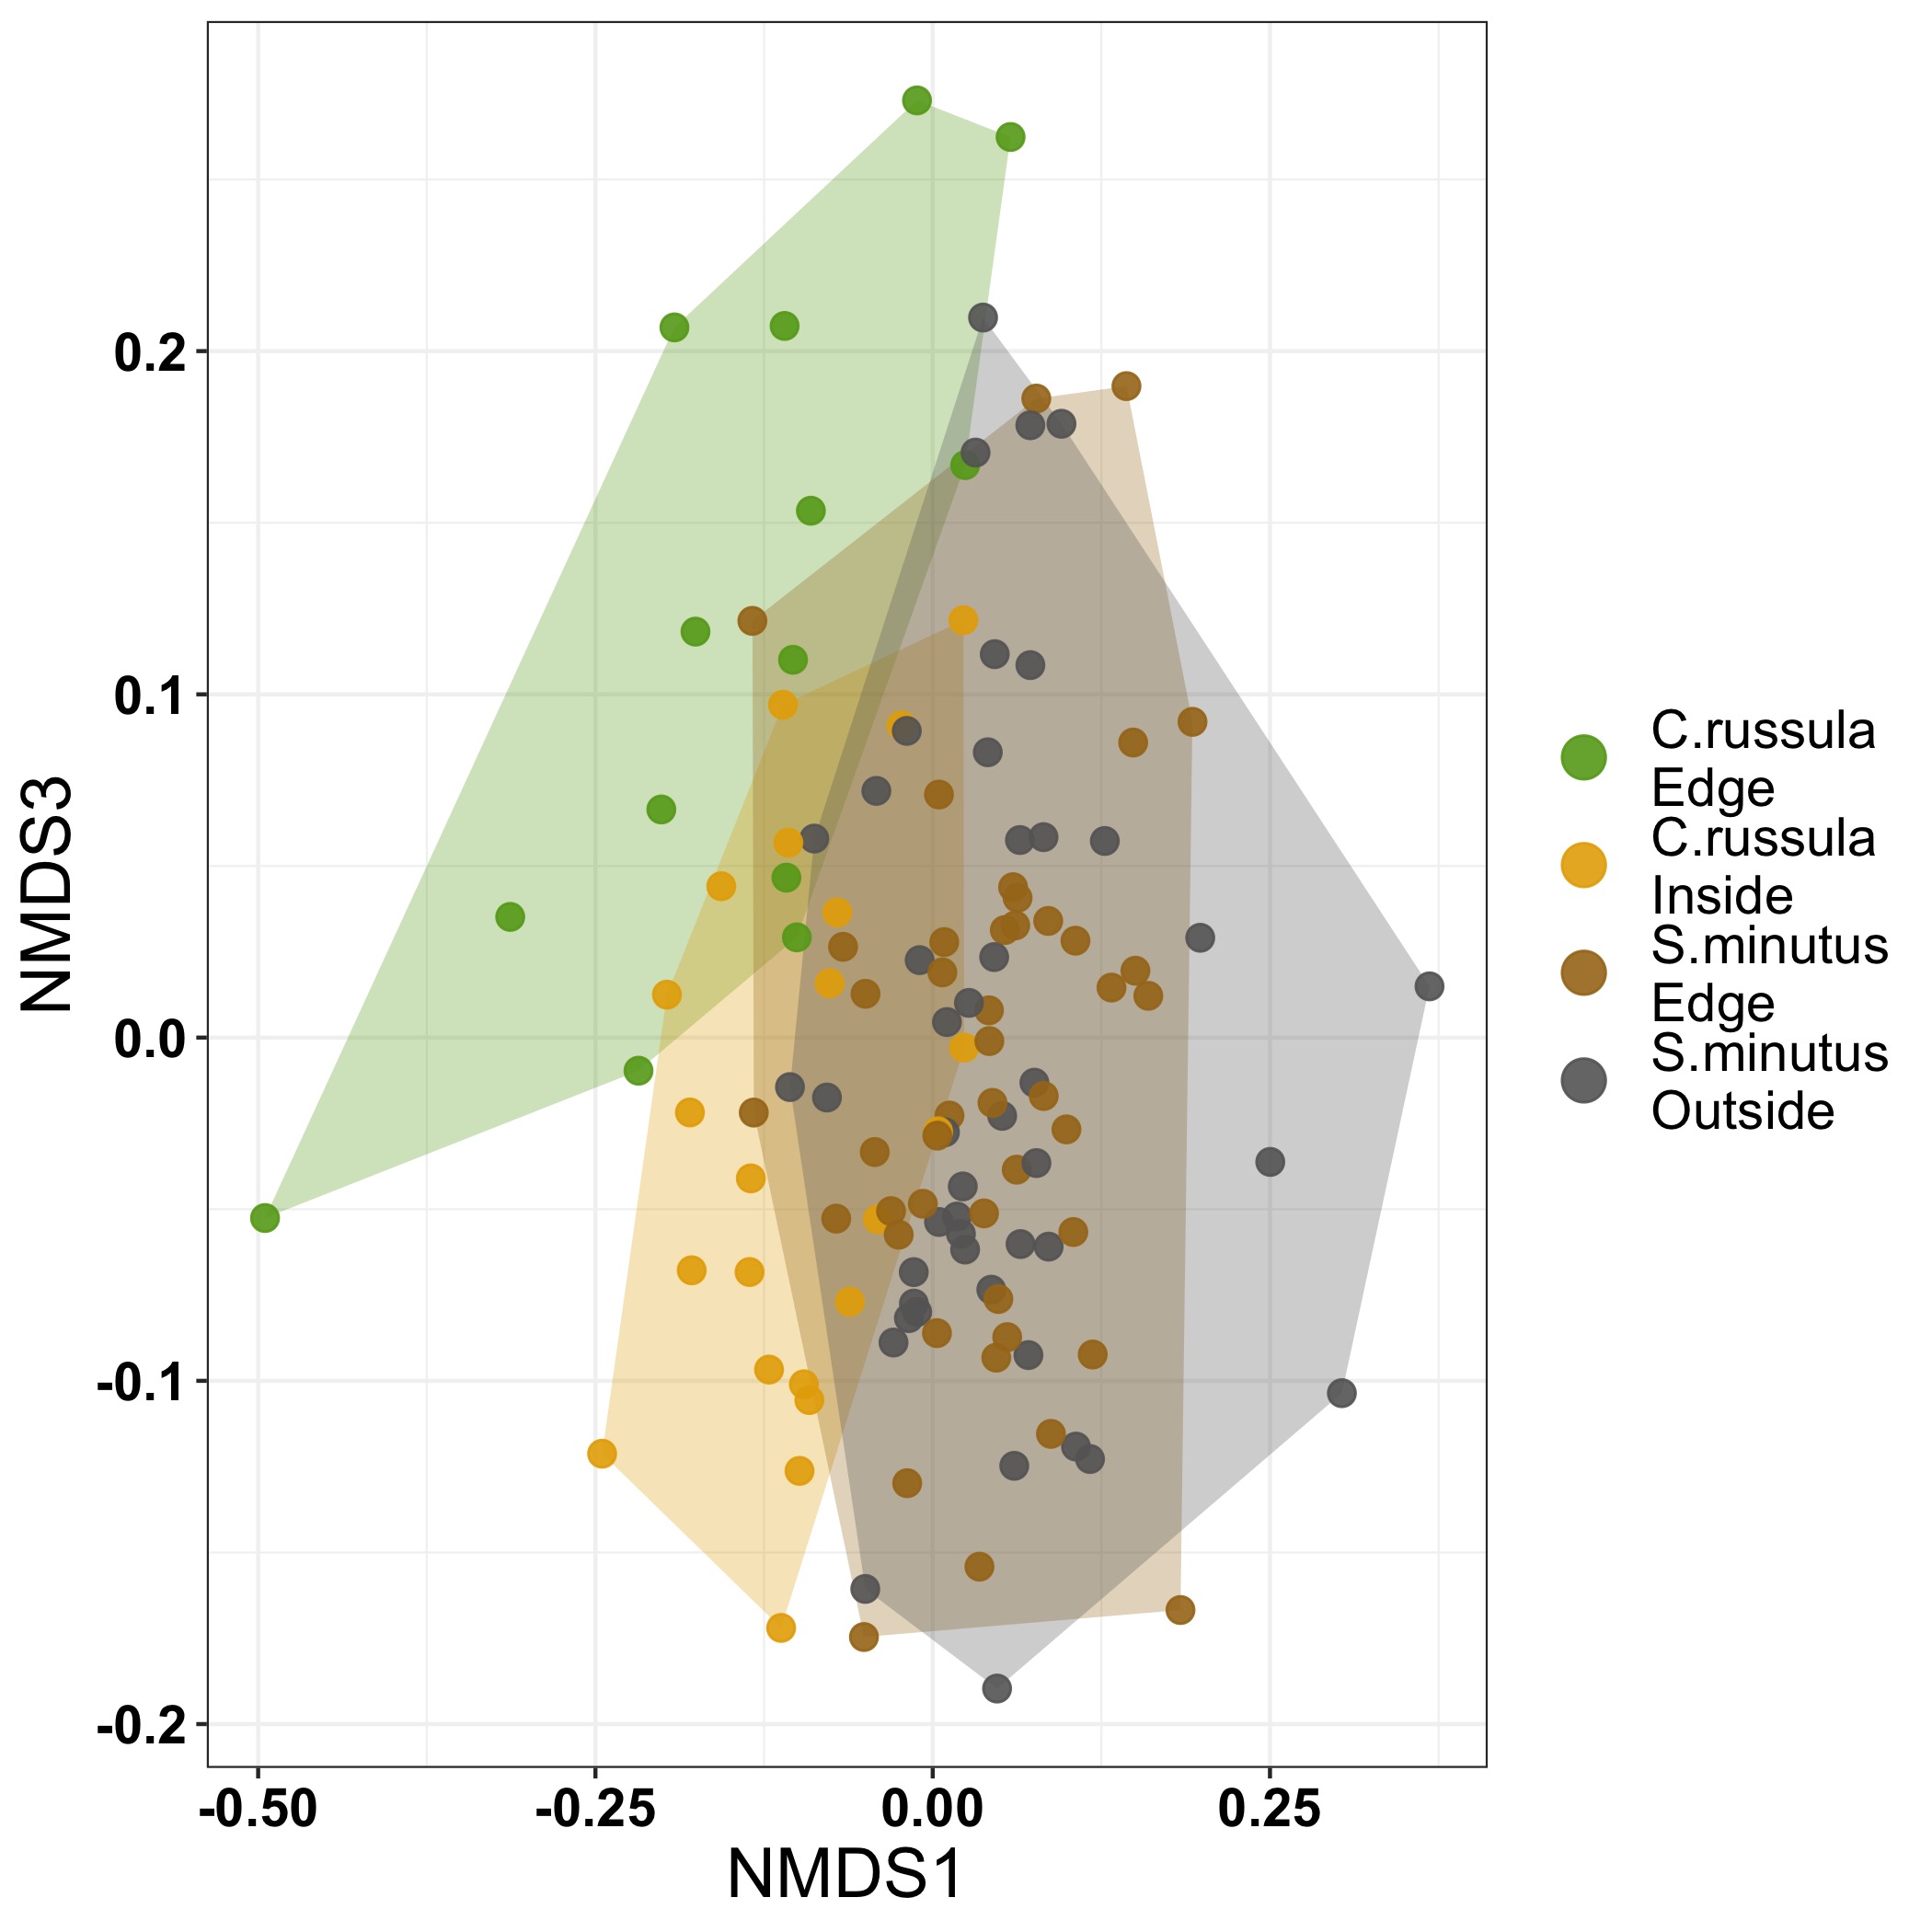 NMDS3
0.2
0.1
0.0
-0.1
-0.2
-0.50
-0.25
0.00
0.25
NMDS1
C.russula
Edge
C.russula
Inside
S.minutus
Edge
S.minutus
Outside